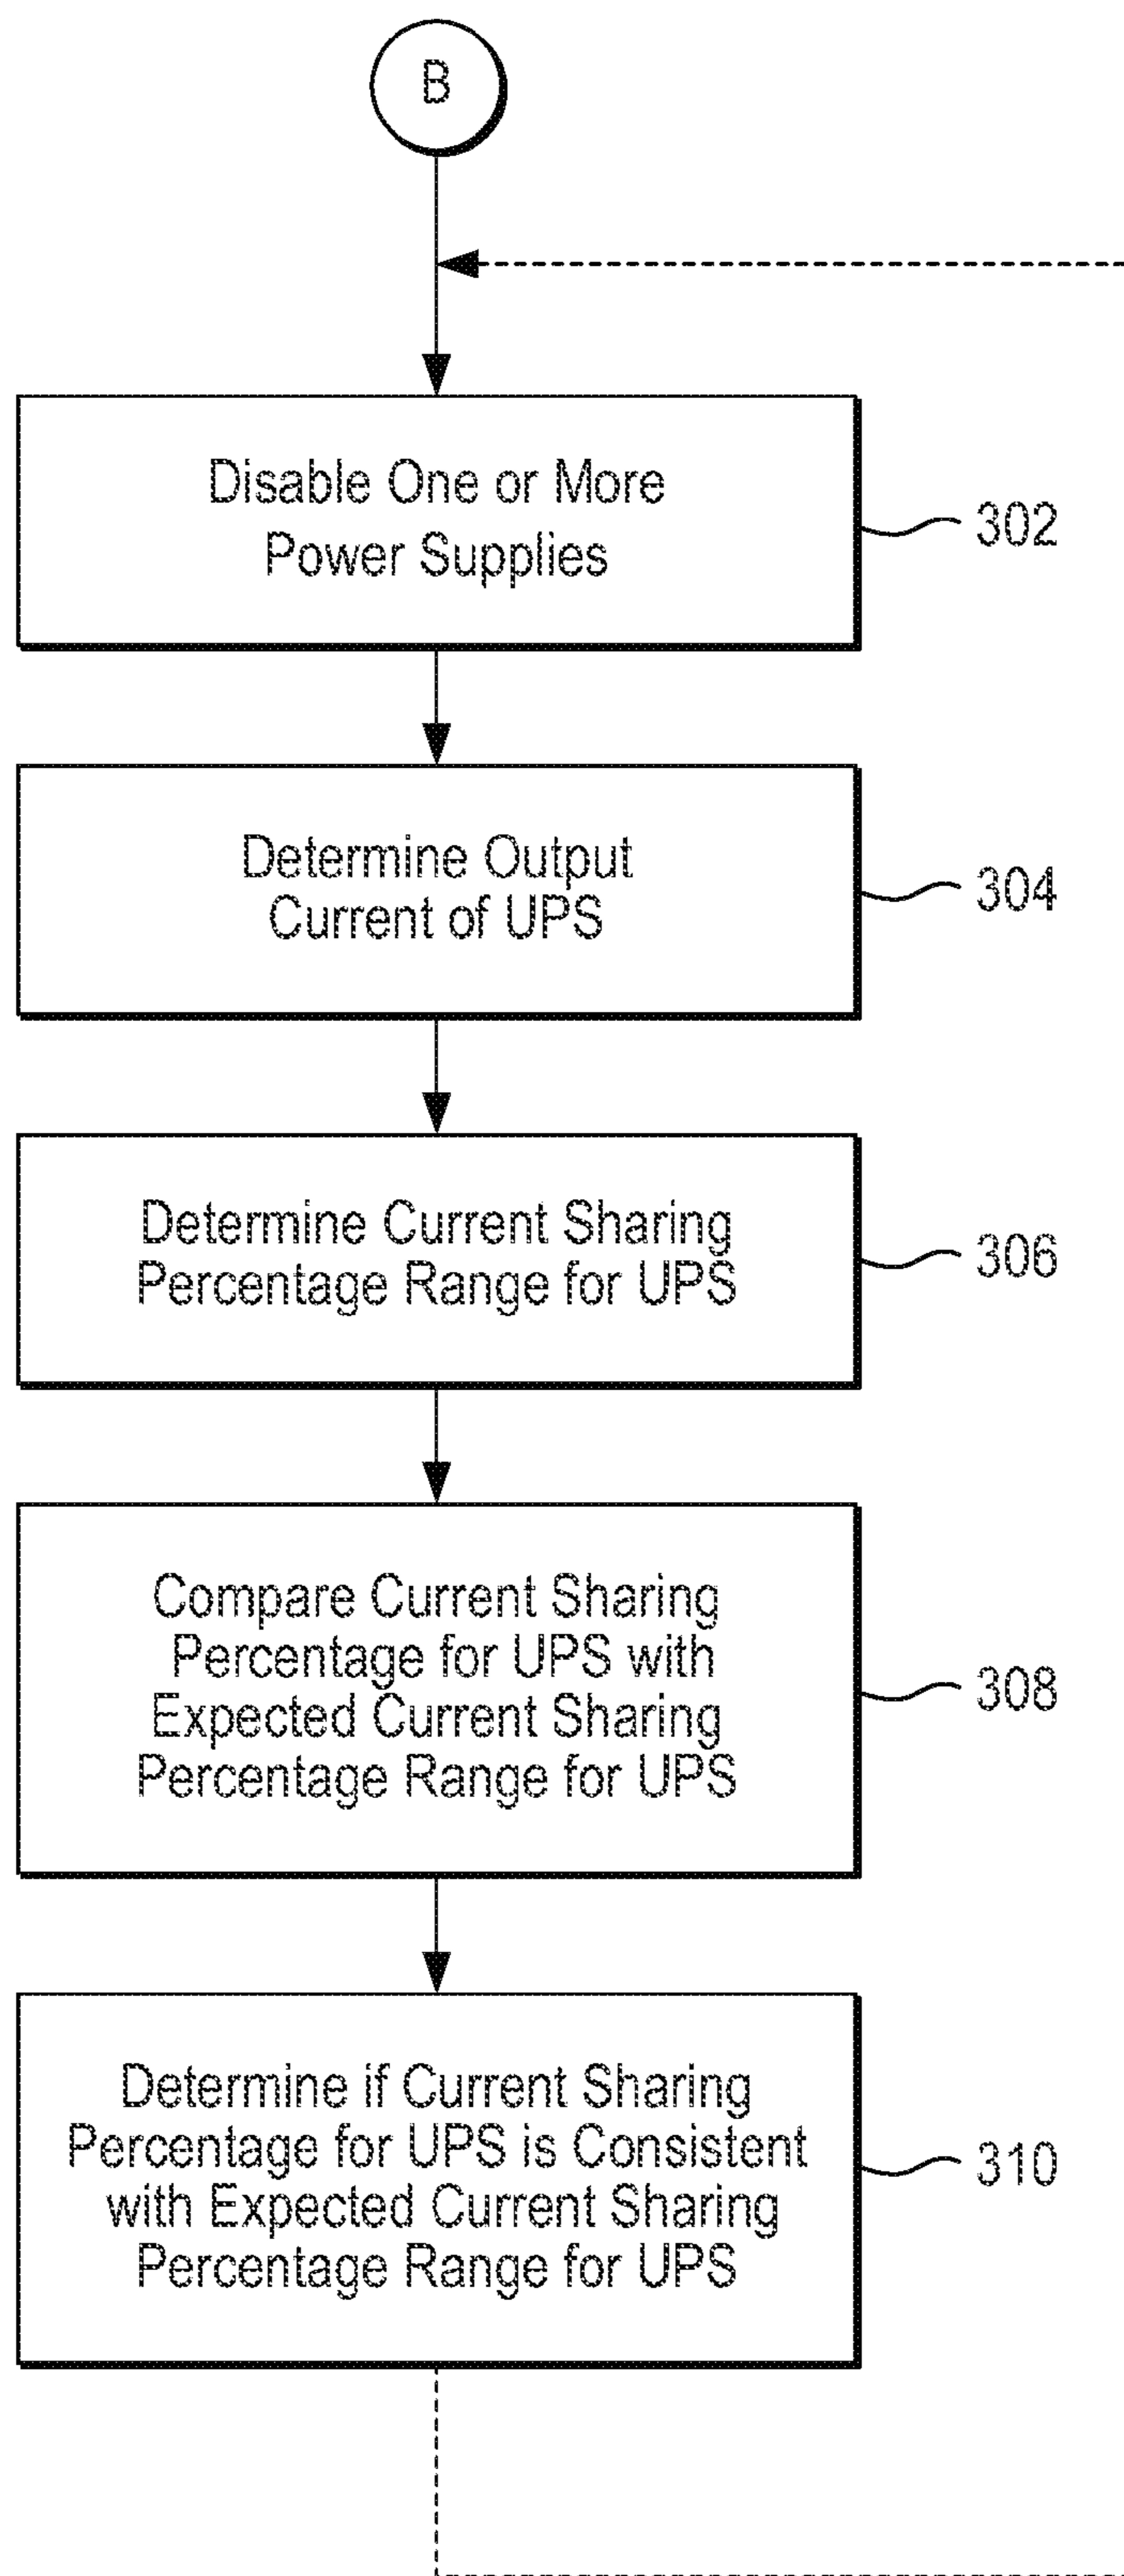 B
Disable One or More
Power Supplies
302
Determine Output
Current of UPS
304
Determine Current Sharing
Percentage Range for UPS
306
Compare Current Sharing
Percentage for UPS with
Expected Current Sharing
Percentage Range for UPS
308
Determine if Current Sharing
Percentage for UPS is Consistent
with Expected Current Sharing
Percentage Range for UPS
310